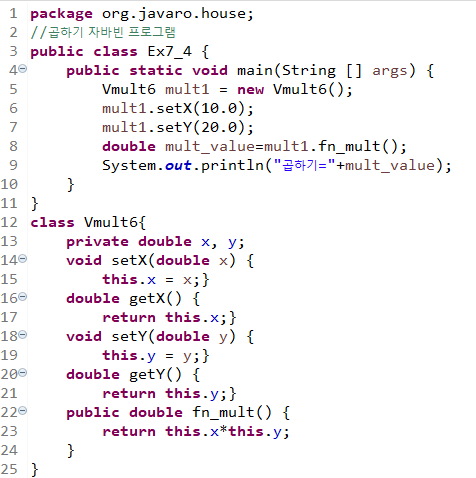 1 package org.javaro.house;
2 //곱하기 자바빈 프로그램
3 public class Ex7_4 {
4 public static void main(String [] args) {
5 Vmult6 mult1 = new Vmult6();
6 mult1.setX(10.0);
7 mult1.setY(20.0);
8 double mult_value=mult1.fn_mult();
9 System.out.println("곱하기="+mult_value);
10 }
11 }
12 class Vmult6{
13 private double x, y;
14 void setX(double x) {
15 this.x = x;}
16 double getX() {
17 return this.x;}
18 void setY(double y) {
19 this.y = y;}
20 double getY() {
21 return this.y;}
22 public double fn_mult() {
23 return this.x*this.y;
24 }
25 }